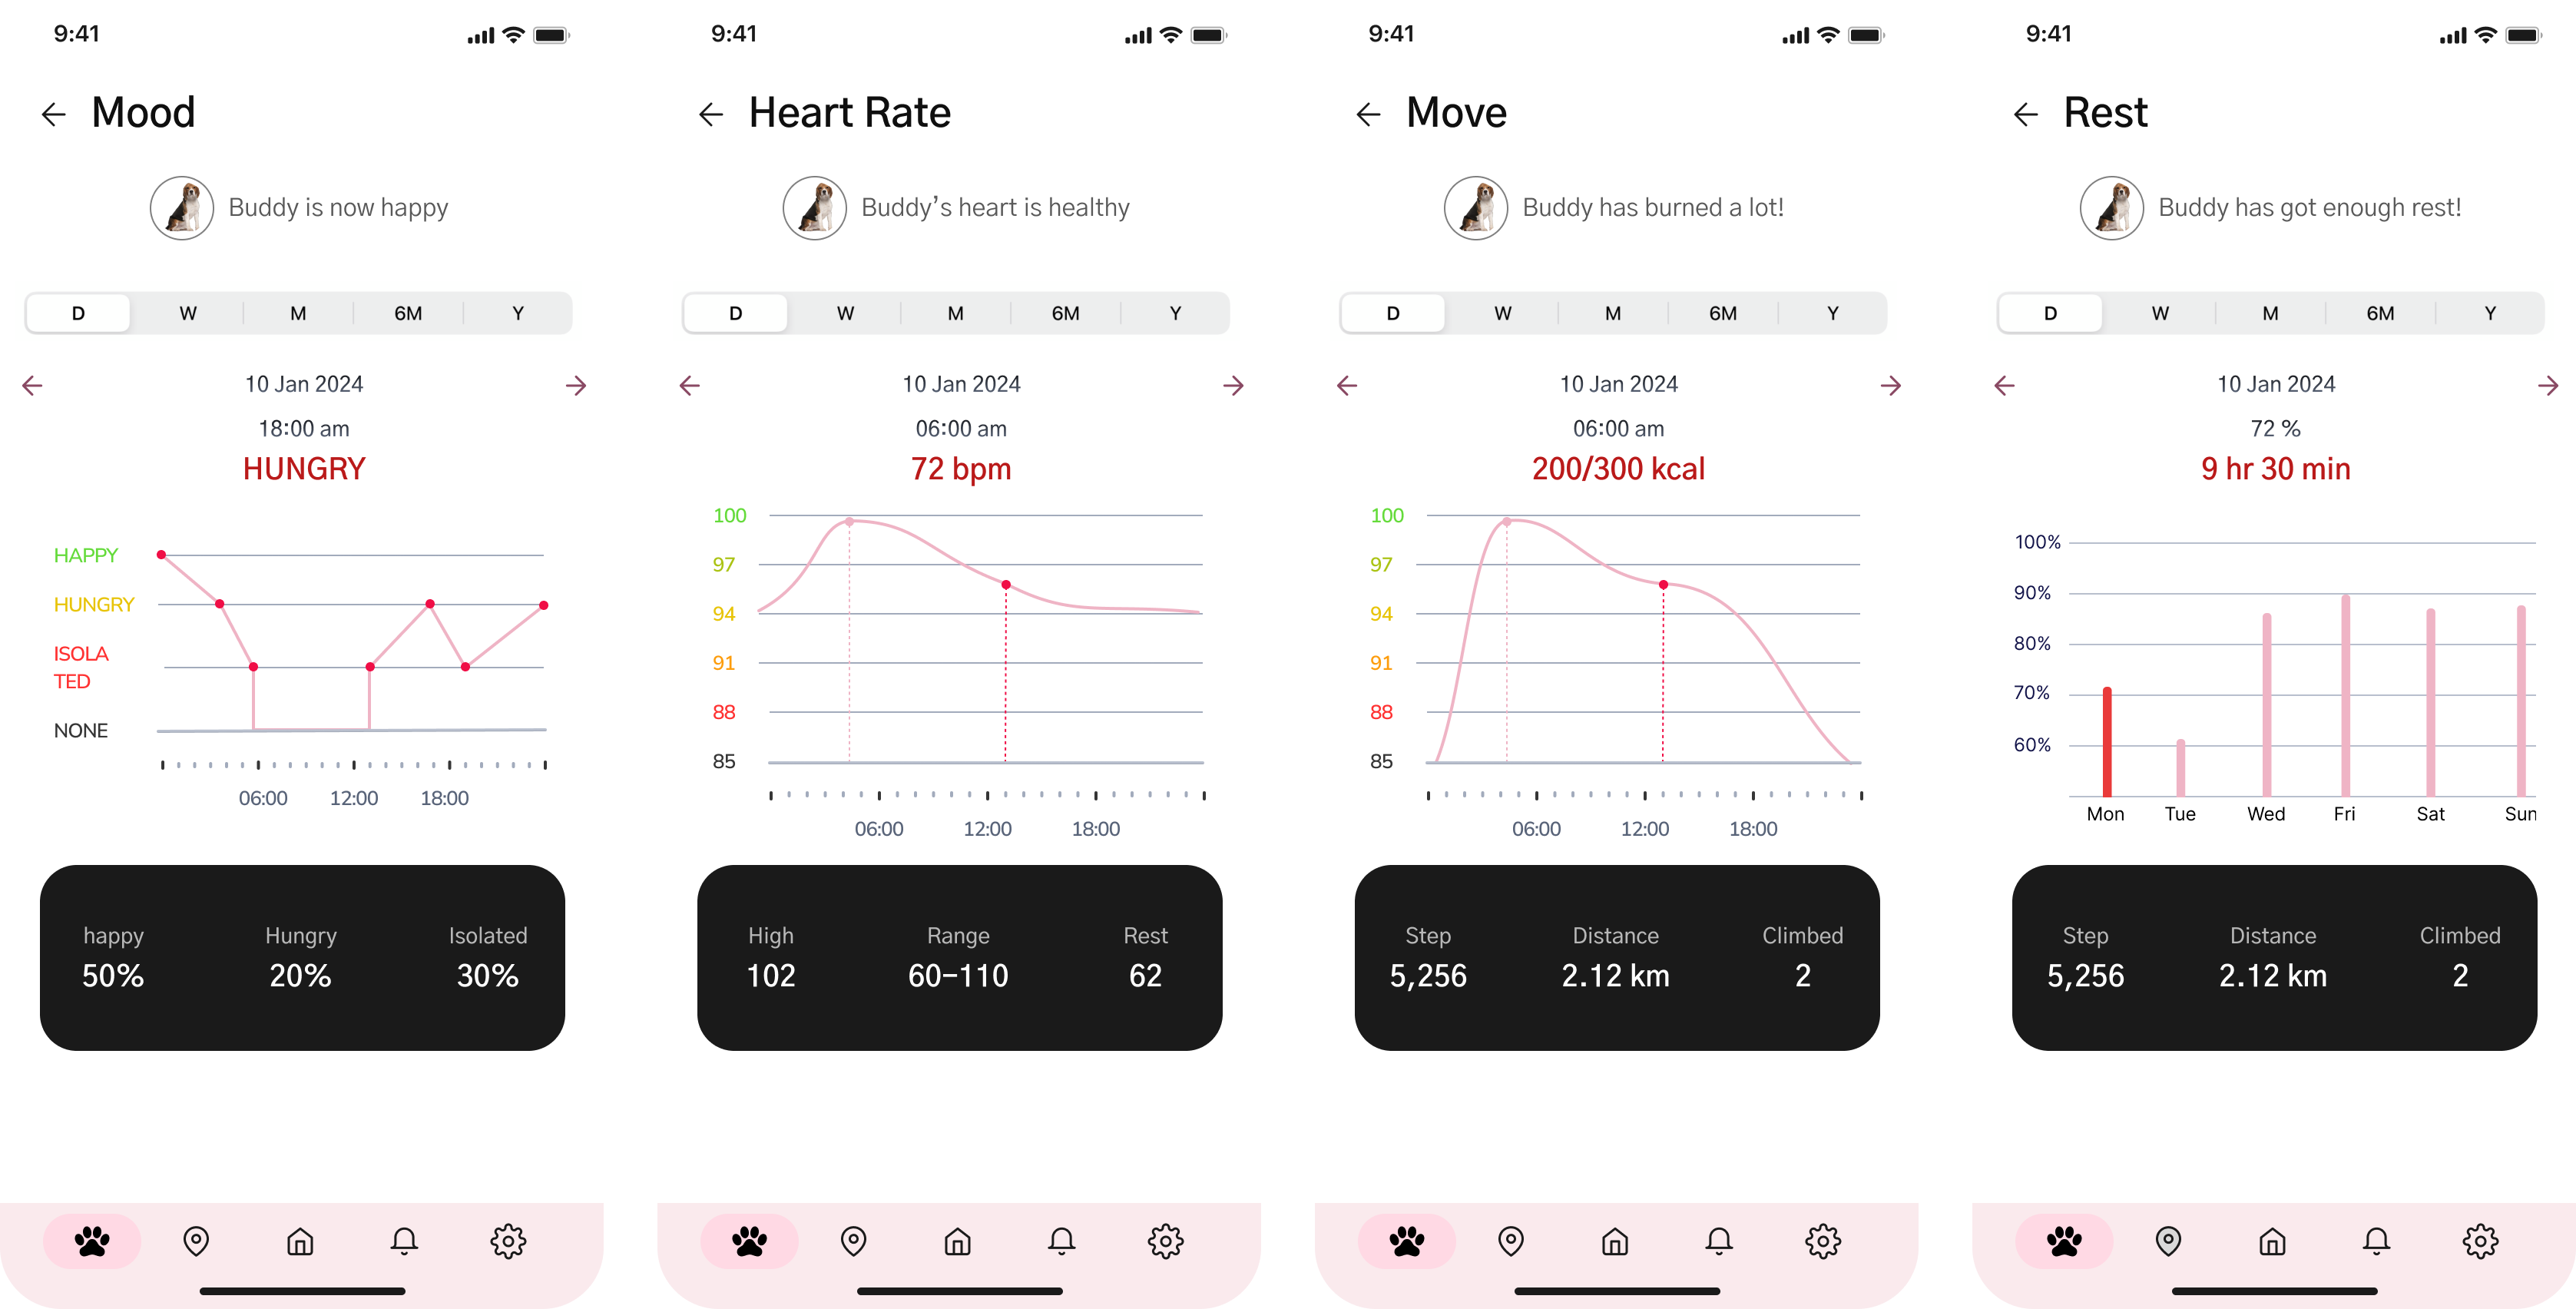 9:41
Mood
Buddy is now happy
D W M 6M Y
10 Jan 2024
18:00 am
HUNGRY
HAPPY
HUNGRY
ISOLA
TED
NONE
06:00 12:00 18:00
happy Hungry Isolated
50% 20% 30%
9:41
Heart Rate
Buddy’s heart is healthy
D W M 6M Y
10 Jan 2024
06:00 am
72 bpm
100
97
94
91
88
85
06:00 12:00 18:00
High Range Rest
102 60-110 62
9:41
Move
Buddy has burned a lot!
D W M 6M Y
10 Jan 2024
06:00 am
200/300 kcal
100
97
94
91
88
85
06:00 12:00 18:00
Step Distance Climbed
5,256 2.12 km 2
9:41
Rest
Buddy has got enough rest!
D W M 6M Y
10 Jan 2024
72 %
9 hr 30 min
100%
90%
80%
70%
60%
Mon Tue Wed Fri Sat Sun
Step Distance Climbed
5,256 2.12 km 2